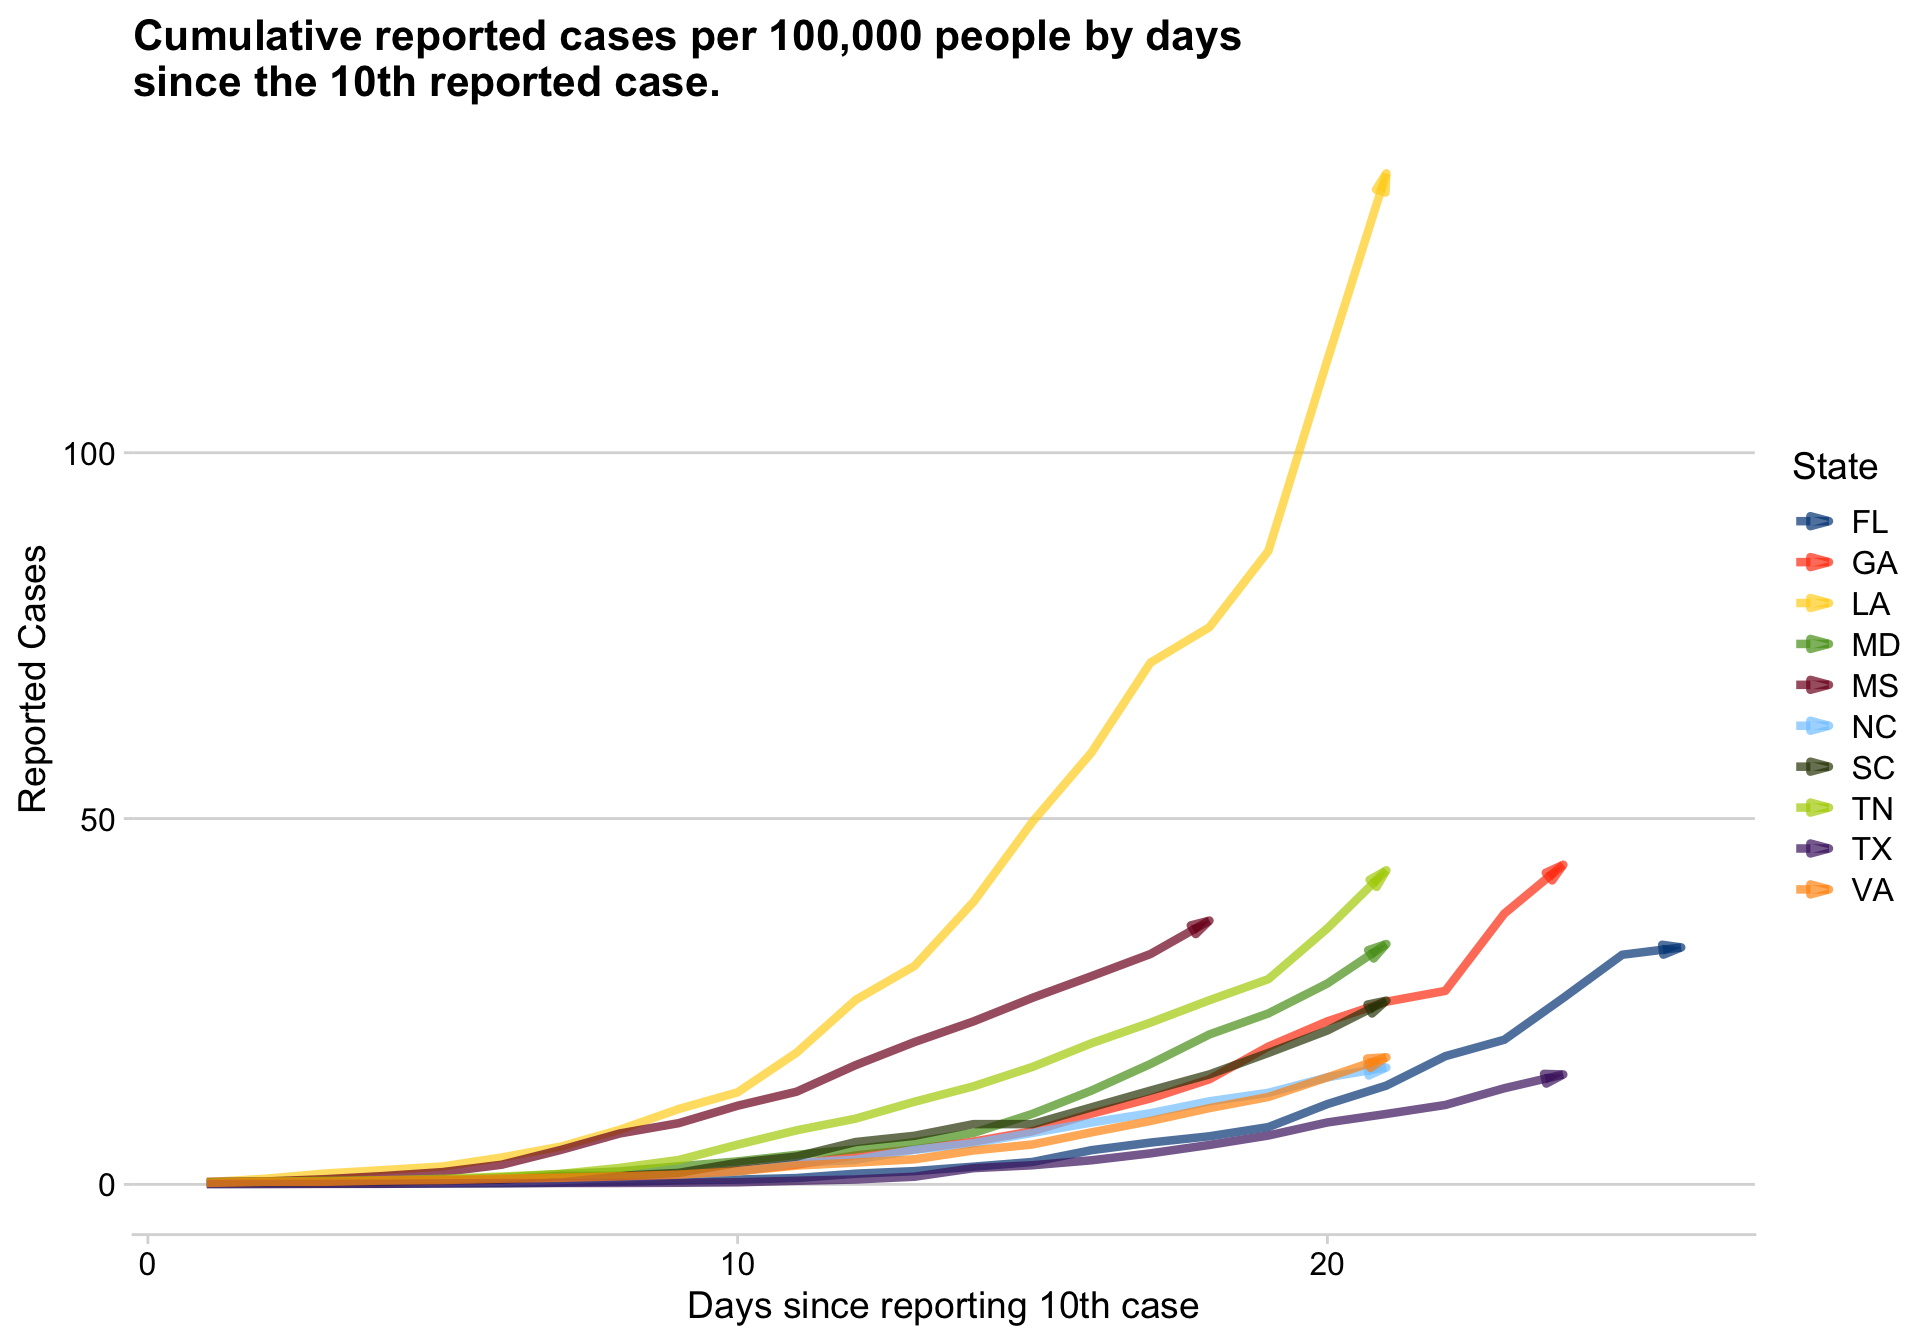 Cumulative reported cases per 100,000 people by days
since the 10th reported case.
100
50
0
Reported Cases
0
10
20
Days since reporting 10th case
State
FL
GA
LA
MD
MS
NC
SC
TN
TX
VA